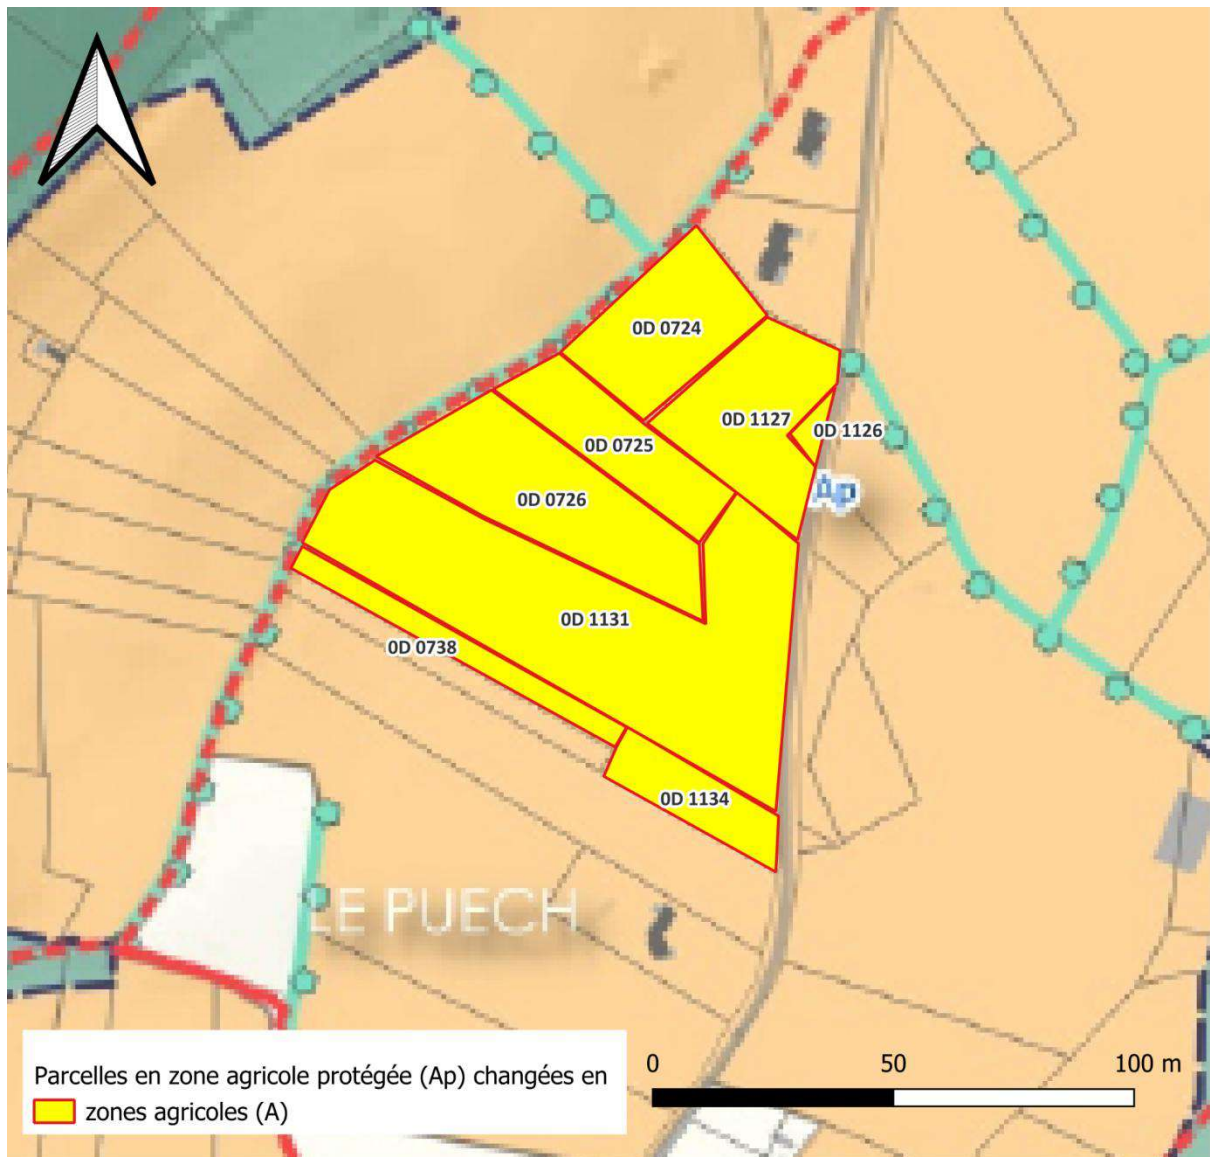 0D 0724
0D 1127
0D 1126
0D 0725
Ap
0D 0726
0D 1131
0D 0738
0D 1134
LE PUECH
Parcelles en zone agricole protégée (Ap) changées en
zones agricoles (A)
0 50 100 m